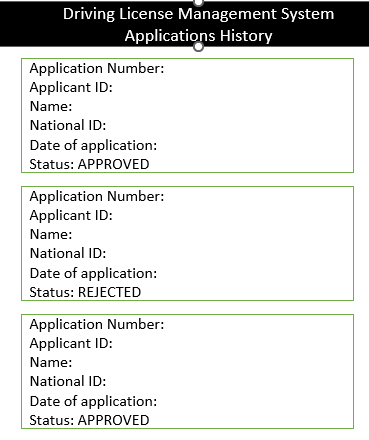 Driving License Management System
Applications History
Application Number:
Applicant ID:
Name:
National ID:
Date of application:
Status: APPROVED
Application Number:
Applicant ID:
Name:
National ID:
Date of application:
Status: REJECTED
Application Number:
Applicant ID:
Name:
National ID:
Date of application:
Status: APPROVED